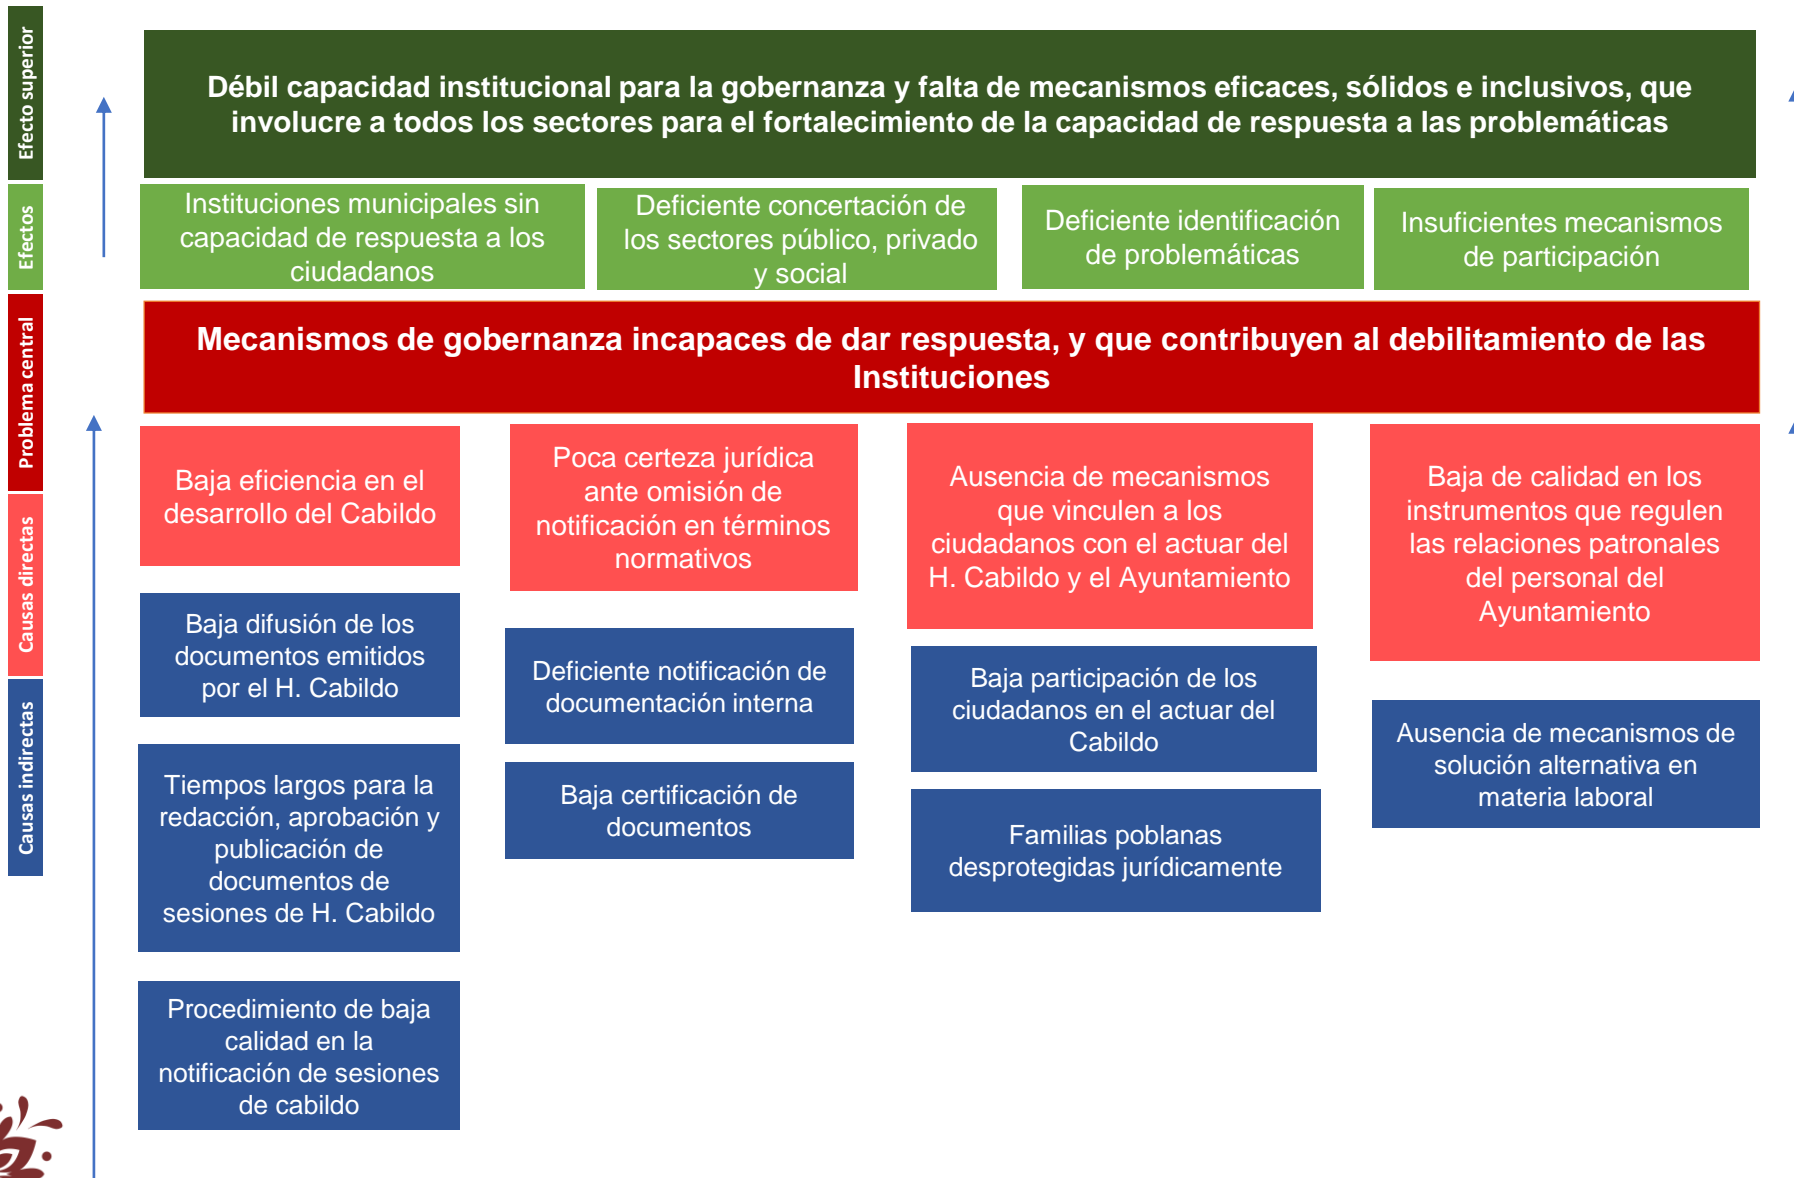 Efecto superior
Débil capacidad institucional para la gobernanza y falta de mecanismos eficaces, sólidos e inclusivos, que
involucre a todos los sectores para el fortalecimiento de la capacidad de respuesta a las problemáticas
Efectos
Instituciones municipales sin
capacidad de respuesta a los
ciudadanos
Deficiente concertación de
los sectores público, privado
y social
Deficiente identificación
de problemáticas
Insuficientes mecanismos
de participación
Problema central
Mecanismos de gobernanza incapaces de dar respuesta, y que contribuyen al debilitamiento de las
Instituciones
Causas directas
Baja eficiencia en el
desarrollo del Cabildo
Poca certeza jurídica
ante omisión de
notificación en términos
normativos
Ausencia de mecanismos
que vinculen a los
ciudadanos con el actuar del
H. Cabildo y el Ayuntamiento
Baja de calidad en los
instrumentos que regulen
las relaciones patronales
del personal del
Ayuntamiento
Causas indirectas
Baja difusión de los
documentos emitidos
por el H. Cabildo
Tiempos largos para la
redacción, aprobación y
publicación de
documentos de
sesiones de H. Cabildo
Procedimiento de baja
calidad en la
notificación de sesiones
de cabildo
Deficiente notificación de
documentación interna
Baja certificación de
documentos
Baja participación de los
ciudadanos en el actuar del
Cabildo
Familias poblanas
desprotegidas jurídicamente
Ausencia de mecanismos de
solución alternativa en
materia laboral